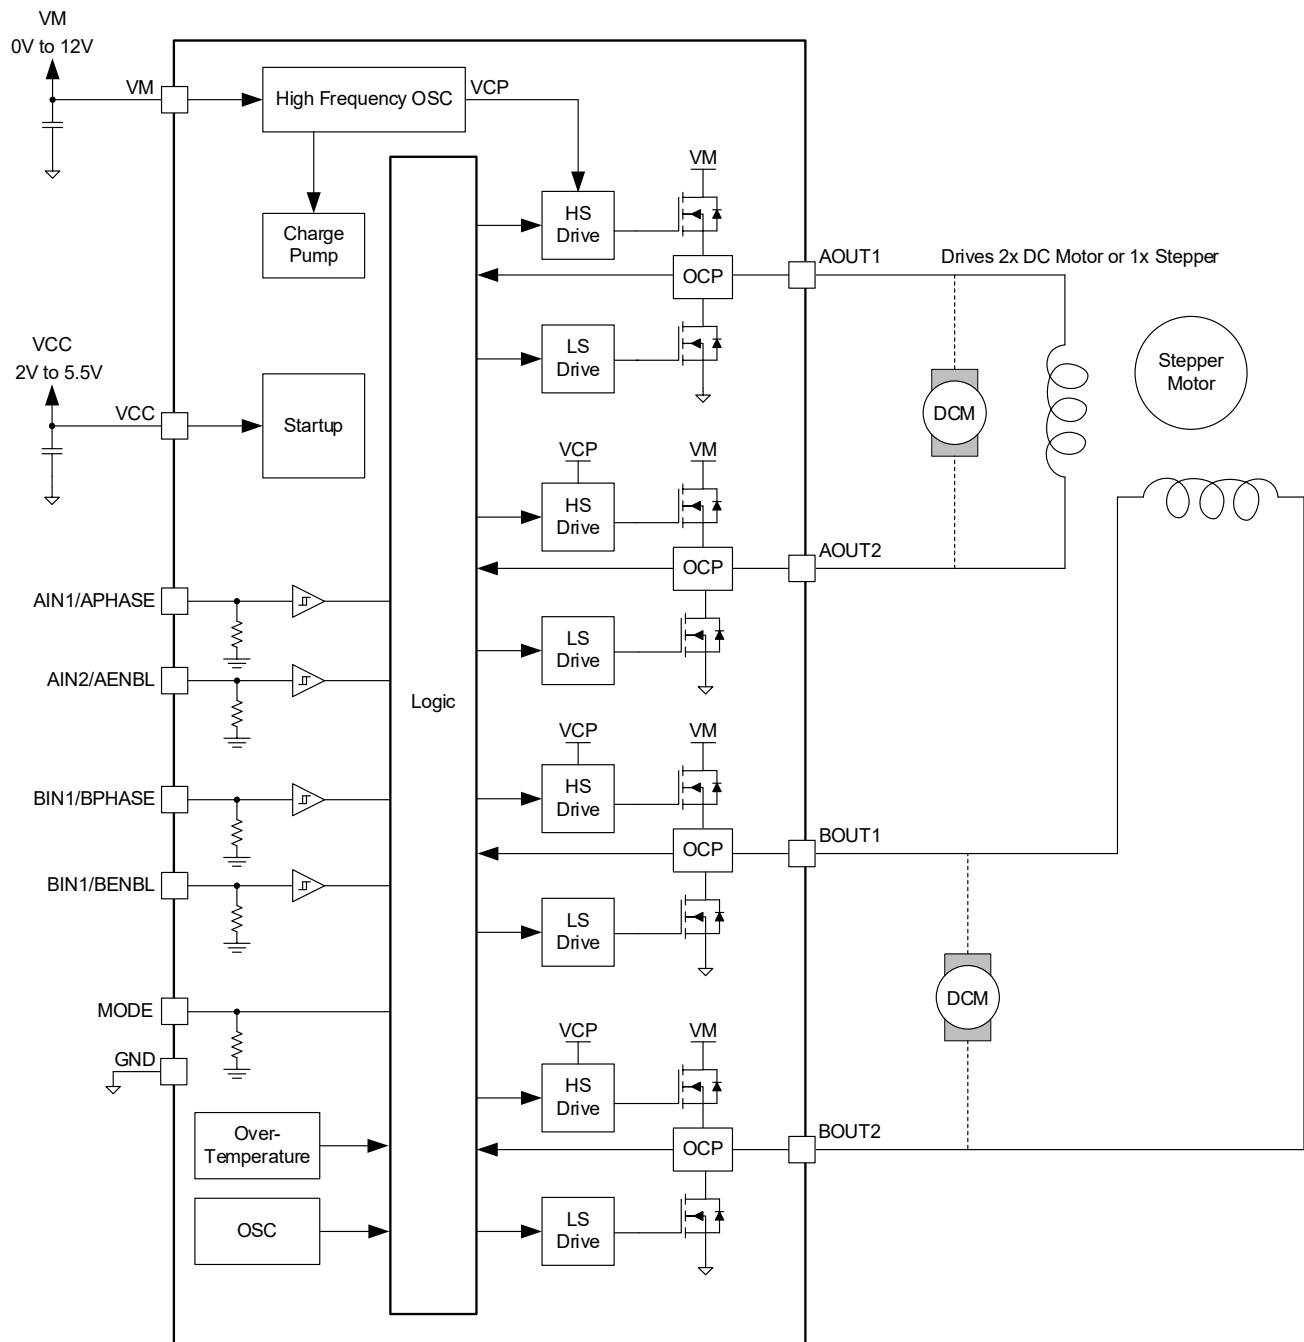 VM
0V to 12V
VM
High Frequency OSC
VCP
Charge
Pump
HS
Drive
VM
OCP
AOUT1
Drives 2x DC Motor or 1x Stepper
LS
Drive
Stepper
Motor
DCM
VCC
2V to 5.5V
VCC
Startup
VCP
VM
HS
Drive
OCP
AOUT2
AIN1/APHASE
LS
Drive
AIN2/AENBL
Logic
VCP
VM
BIN1/BPHASE
HS
Drive
OCP
BOUT1
BIN1/BENBL
LS
Drive
DCM
MODE
GND
VCP
VM
HS
Drive
Over-
Temperature
OCP
BOUT2
OSC
LS
Drive